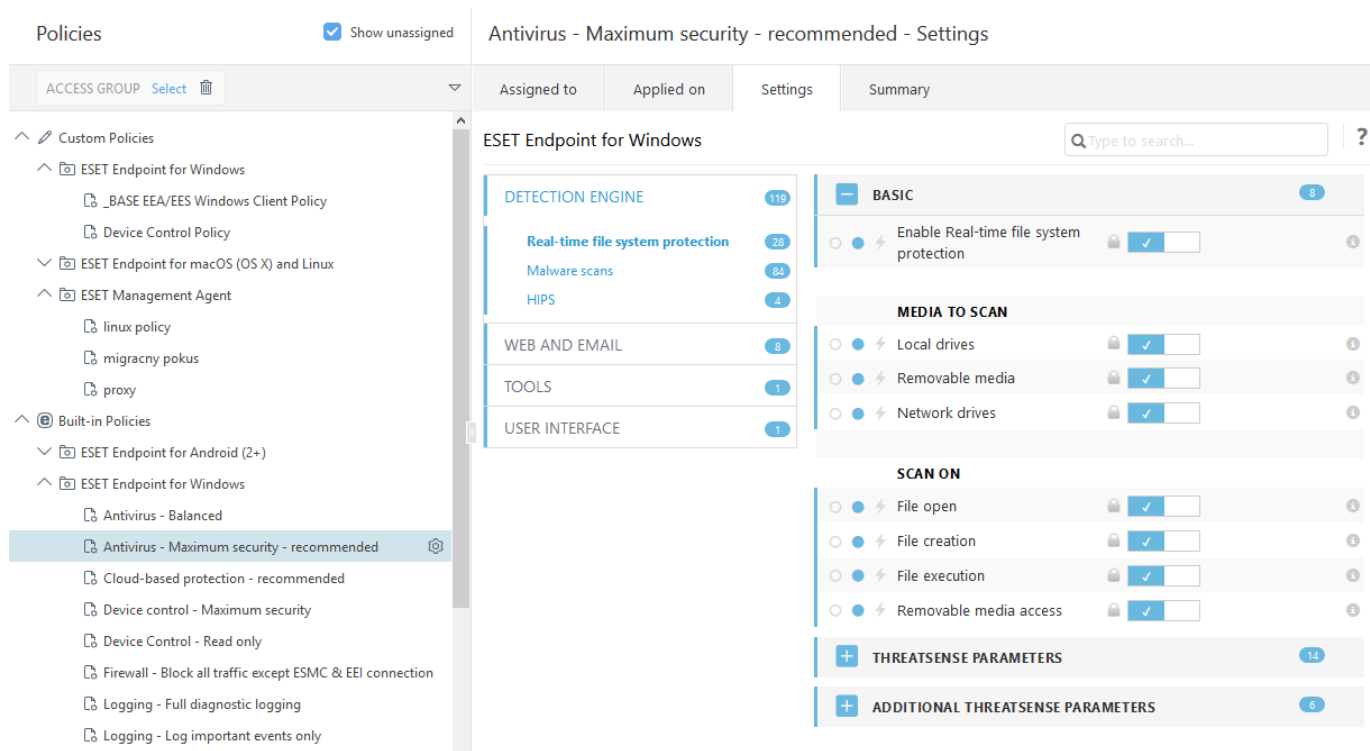 Policies
Show unassigned
ACCESS GROUP Select
Custom Policies
ESET Endpoint for Windows
_BASE EEA/EES Windows Client Policy
Device Control Policy
ESET Endpoint for macOS (OS X) and Linux
ESET Management Agent
linux policy
migracny pokus
proxy
Built-in Policies
ESET Endpoint for Android (2+)
ESET Endpoint for Windows
Antivirus - Balanced
Antivirus - Maximum security - recommended
Cloud-based protection - recommended
Device control - Maximum security
Device Control - Read only
Firewall - Block all traffic except ESMC & EEI connection
Logging - Full diagnostic logging
Logging - Log important events only
Antivirus - Maximum security - recommended - Settings
Assigned to Applied on Settings Summary
ESET Endpoint for Windows
Type to search...
?
DETECTION ENGINE 119
Real-time file system protection 28
Malware scans 84
HIPS 4
WEB AND EMAIL 8
TOOLS 1
USER INTERFACE 1
BASIC 8
Enable Real-time file system
protection
MEDIA TO SCAN
Local drives
Removable media
Network drives
SCAN ON
File open
File creation
File execution
Removable media access
THREATSENSE PARAMETERS 14
ADDITIONAL THREATSENSE PARAMETERS 6